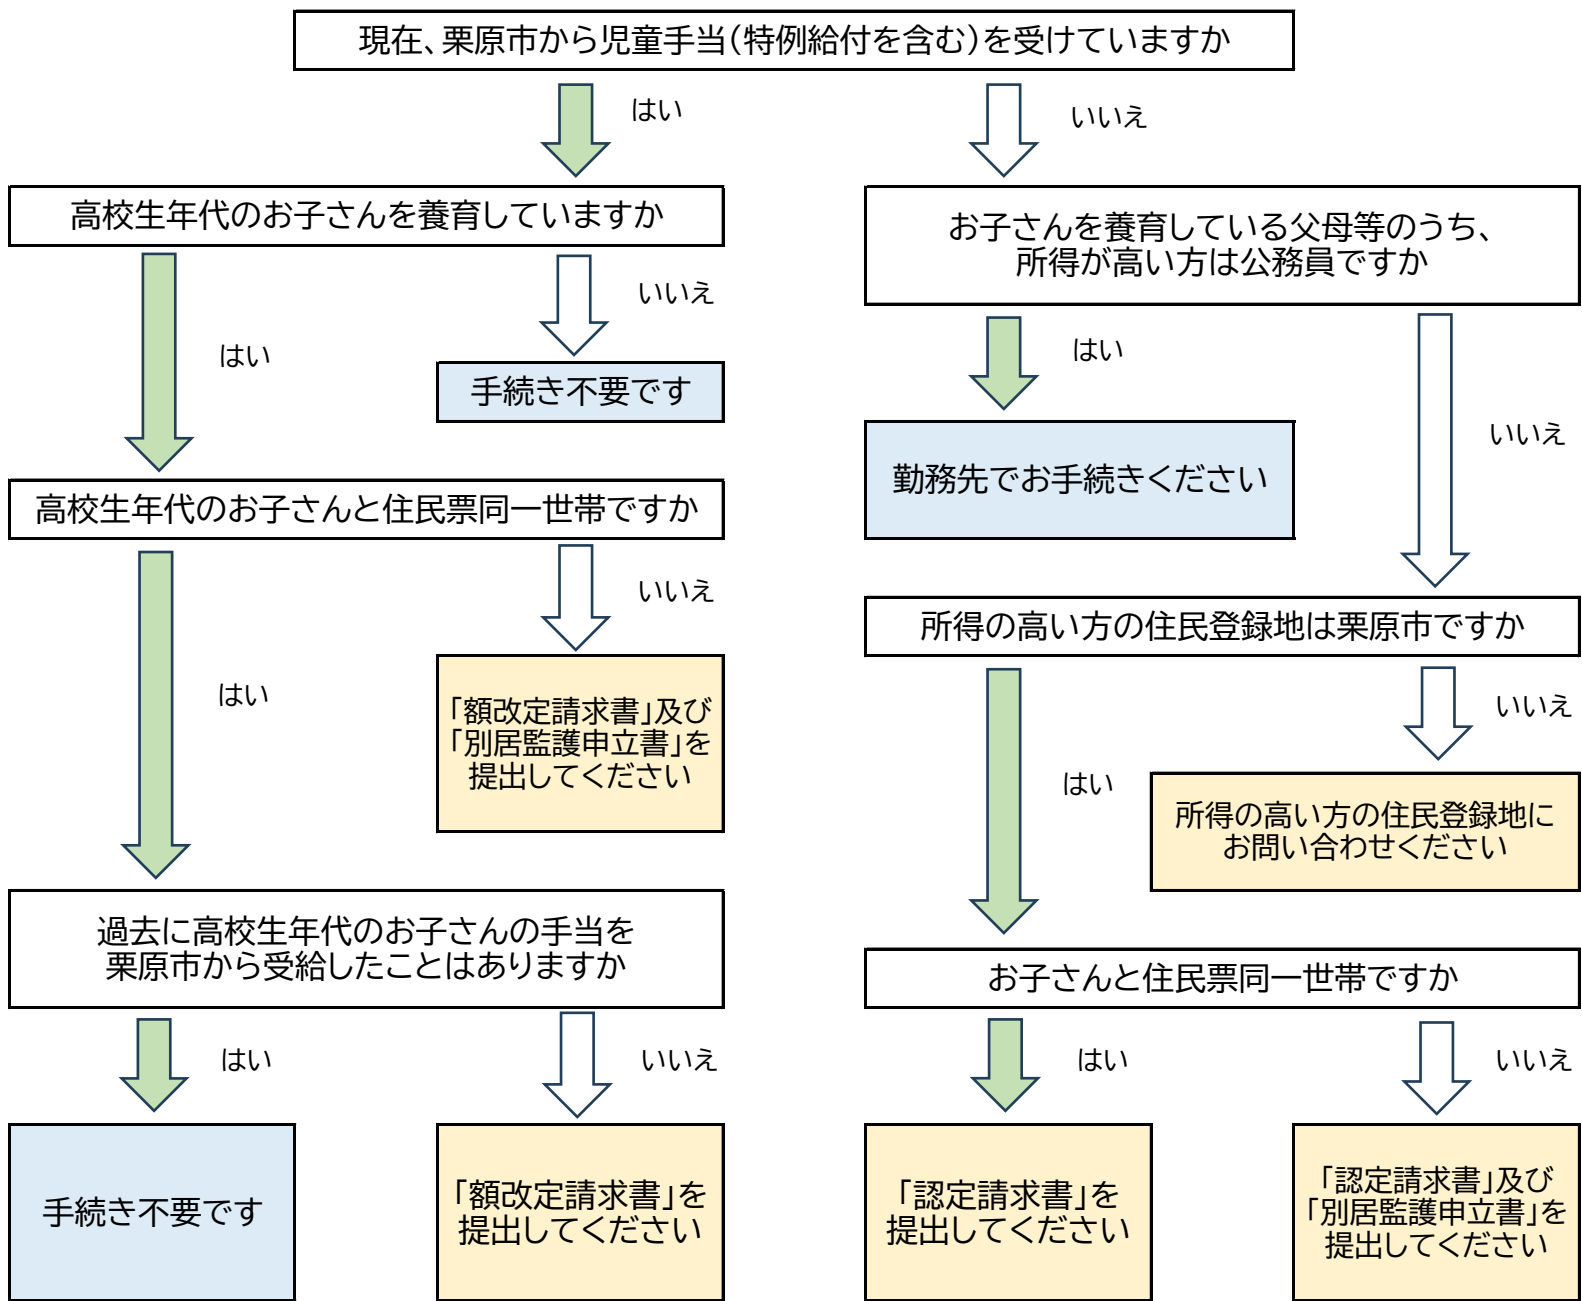 現在、栗原市から児童手当（特例給付を含む）を受けていますか
はい
いいえ
高校生年代のお子さんを養育していますか
お子さんを養育している父母等のうち、
所得が高い方は公務員ですか
はい
いいえ
手続き不要です
はい
いいえ
勤務先でお手続きください
高校生年代のお子さんと住民票同一世帯ですか
はい
いいえ
「額改定請求書」及び
「別居監護申立書」を
提出してください
所得の高い方の住民登録地は栗原市ですか
はい
いいえ
所得の高い方の住民登録地に
お問い合わせください
過去に高校生年代のお子さんの手当を
栗原市から受給したことはありますか
お子さんと住民票同一世帯ですか
はい
いいえ
はい
いいえ
手続き不要です
「額改定請求書」を
提出してください
「認定請求書」を
提出してください
「認定請求書」及び
「別居監護申立書」を
提出してください